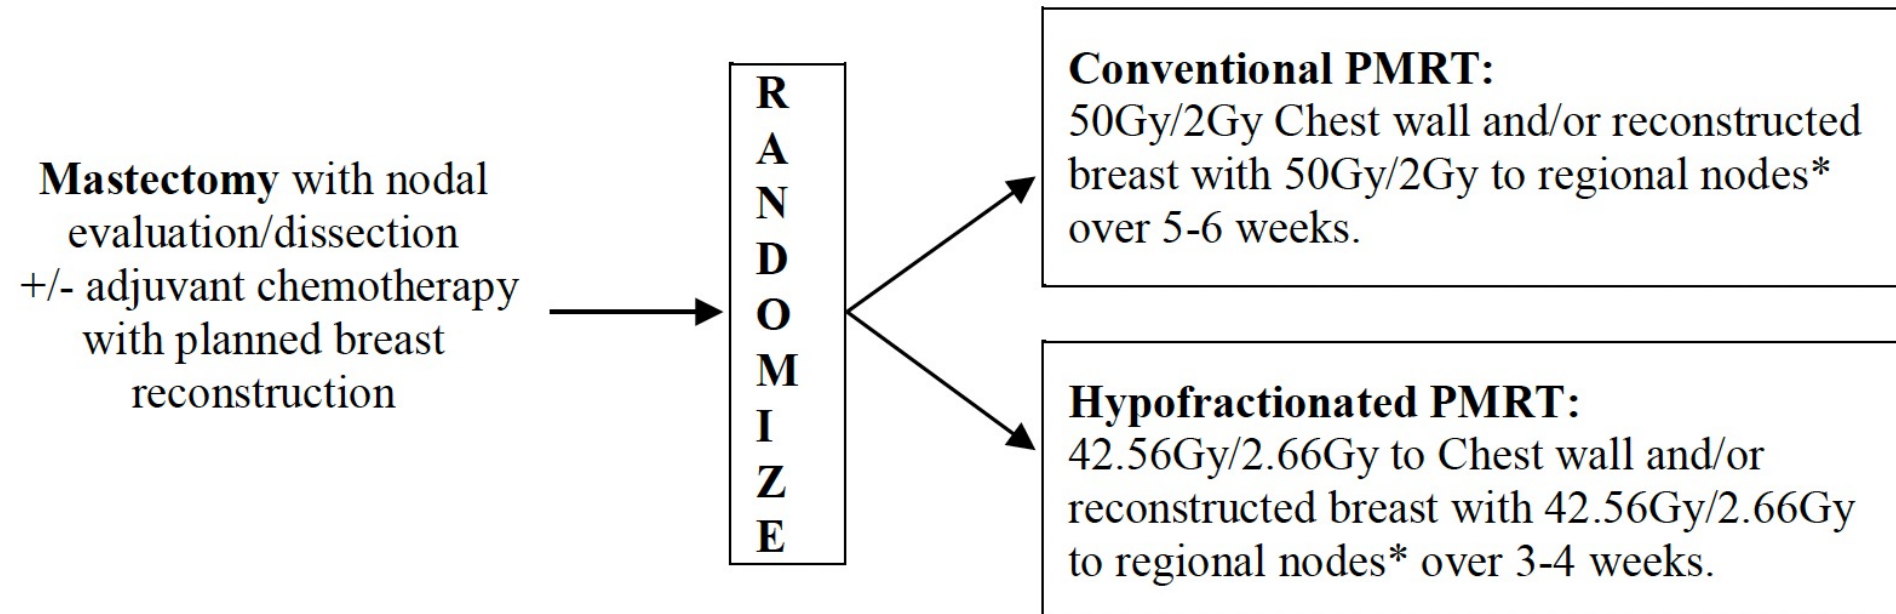 Mastectomy with nodal
evaluation/dissection
+/- adjuvant chemotherapy
with planned breast
reconstruction
R
A
N
D
O
M
I
Z
E
Conventional PMRT:
50Gy/2Gy Chest wall and/or reconstructed
breast with 50Gy/2Gy to regional nodes*
over 5-6 weeks.
Hypofractionated PMRT:
42.56Gy/2.66Gy to Chest wall and/or
reconstructed breast with 42.56Gy/2.66Gy
to regional nodes* over 3-4 weeks.